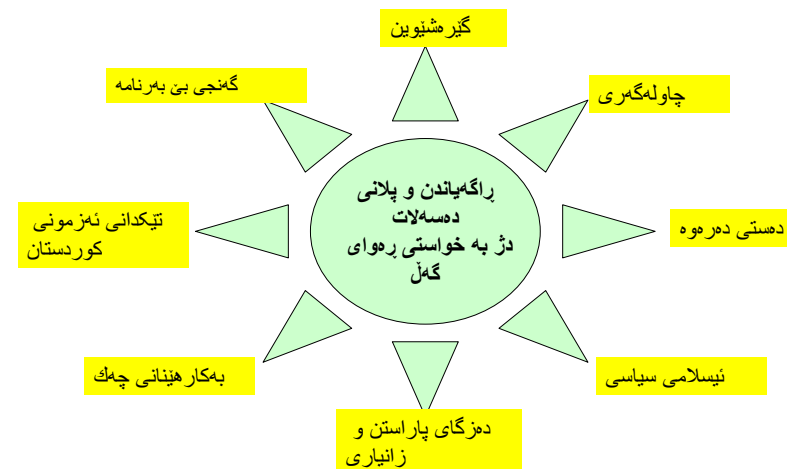 گێرەشێوین
گەنجی بێ بەرنامە
چاولەگەری
ڕاگەیاندن و پلانی
دەسەلات
دژ بە خواستی ڕەوای
گەڵ
دەستی دەرەوە
تێکدانی ئەزمونی
کوردستان
بەکارهێنانی چەك
ئیسلامی سیاسی
دەزگای پاراستن و
زانیاری